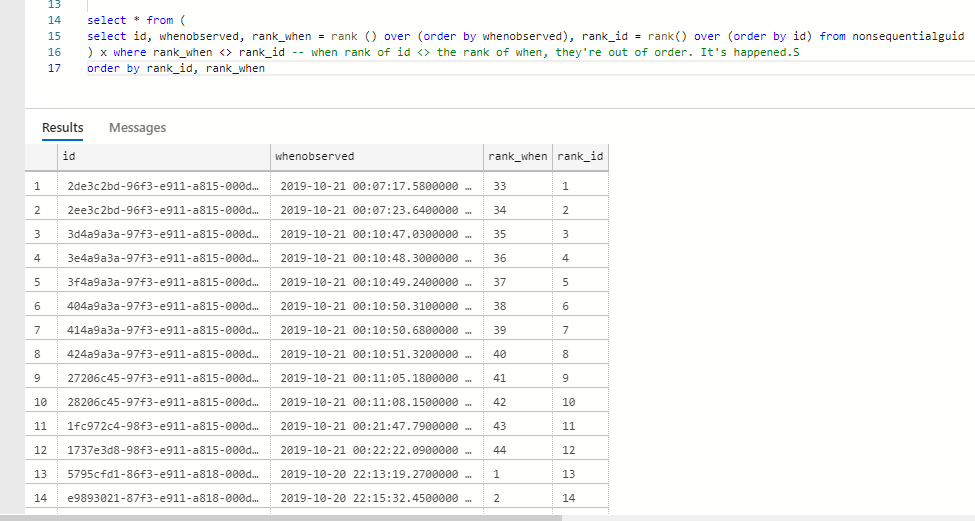 13
14 select * from (
15 select id, whenobserved, rank_when = rank () over (order by whenobserved), rank_id = rank() over (order by id) from nonsequentialguid
16 ) x where rank_when <> rank_id -- when rank of id <> the rank of when, they're out of order. It's happened.S
17 order by rank_id, rank_when
Results Messages
id whenobserved rank_when rank_id
1 2de3c2bd-96f3-e911-a815-000d… 2019-10-21 00:07:17.5800000 … 33 1
2 2ee3c2bd-96f3-e911-a815-000d… 2019-10-21 00:07:23.6400000 … 34 2
3 3d4a9a3a-97f3-e911-a815-000d… 2019-10-21 00:10:47.0300000 … 35 3
4 3e4a9a3a-97f3-e911-a815-000d… 2019-10-21 00:10:48.3000000 … 36 4
5 3f4a9a3a-97f3-e911-a815-000d… 2019-10-21 00:10:49.2400000 … 37 5
6 404a9a3a-97f3-e911-a815-000d… 2019-10-21 00:10:50.3100000 … 38 6
7 414a9a3a-97f3-e911-a815-000d… 2019-10-21 00:10:50.6800000 … 39 7
8 424a9a3a-97f3-e911-a815-000d… 2019-10-21 00:10:51.3200000 … 40 8
9 27206c45-97f3-e911-a815-000d… 2019-10-21 00:11:05.1800000 … 41 9
10 28206c45-97f3-e911-a815-000d… 2019-10-21 00:11:08.1500000 … 42 10
11 1fc972c4-98f3-e911-a815-000d… 2019-10-21 00:21:47.7900000 … 43 11
12 1737e3d8-98f3-e911-a815-000d… 2019-10-21 00:22:22.0900000 … 44 12
13 5795cfd1-86f3-e911-a818-000d… 2019-10-20 22:13:19.2700000 … 1 13
14 e9893021-87f3-e911-a818-000d… 2019-10-20 22:15:32.4500000 … 2 14